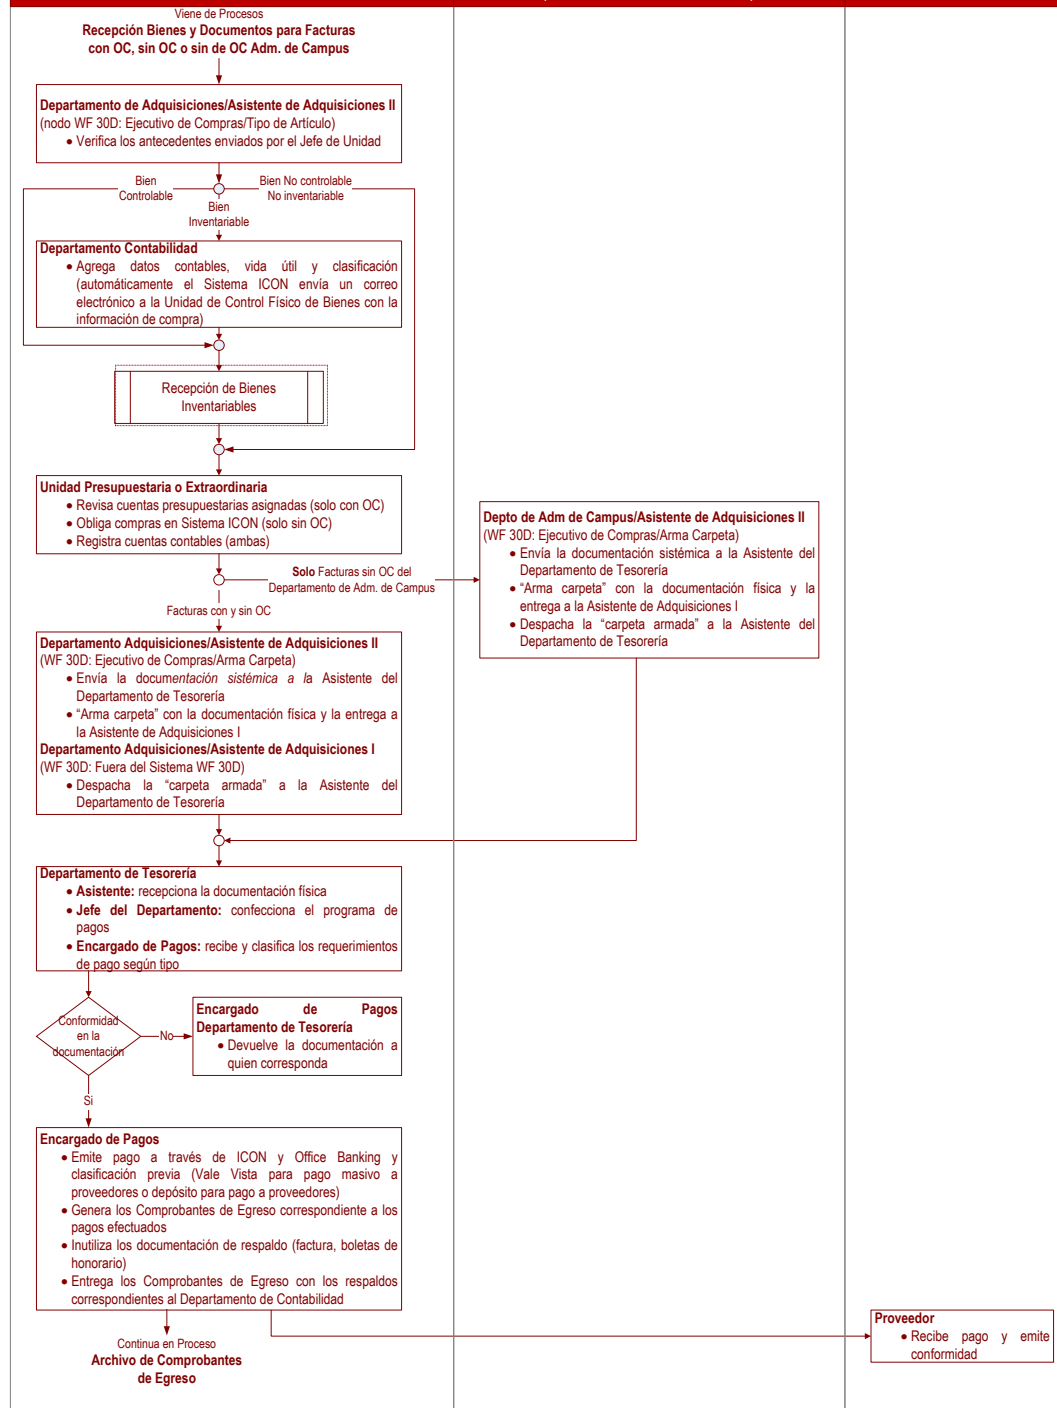 Viene de Procesos
Recepción Bienes y Documentos para Facturas
con OC, sin OC o sin de OC Adm. de Campus
Departamento de Adquisiciones/Asistente de Adquisiciones II
(nodo WF 30D: Ejecutivo de Compras/Tipo de Artículo)
• Verifica los antecedentes enviados por el Jefe de Unidad
Bien
Controlable
Bien No controlable
No inventariable
Bien
Inventariable
Departamento Contabilidad
• Agrega datos contables, vida útil y clasificación
(automáticamente el Sistema ICON envía un correo
electrónico a la Unidad de Control Físico de Bienes con la
información de compra)
Recepción de Bienes
Inventariables
Unidad Presupuestaria o Extraordinaria
• Revisa cuentas presupuestarias asignadas (solo con OC)
• Obliga compras en Sistema ICON (solo sin OC)
• Registra cuentas contables (ambas)
Solo Facturas sin OC del
Departamento de Adm. de Campus
Depto de Adm de Campus/Asistente de Adquisiciones II
(WF 30D: Ejecutivo de Compras/Arma Carpeta)
• Envía la documentación sistémica a la Asistente del
Departamento de Tesorería
• “Arma carpeta” con la documentación física y la
entrega a la Asistente de Adquisiciones I
• Despacha la “carpeta armada” a la Asistente del
Departamento de Tesorería
Facturas con y sin OC
Departamento Adquisiciones/Asistente de Adquisiciones II
(WF 30D: Ejecutivo de Compras/Arma Carpeta)
• Envía la documentación sistémica a la Asistente del
Departamento de Tesorería
• “Arma carpeta” con la documentación física y la entrega a
la Asistente de Adquisiciones I
Departamento Adquisiciones/Asistente de Adquisiciones I
(WF 30D: Fuera del Sistema WF 30D)
• Despacha la “carpeta armada” a la Asistente del
Departamento de Tesorería
Departamento de Tesorería
• Asistente: recepciona la documentación física
• Jefe del Departamento: confecciona el programa de
pagos
• Encargado de Pagos: recibe y clasifica los requerimientos
de pago según tipo
Conformidad
en la
documentación
No
Encargado de Pagos
Departamento de Tesorería
• Devuelve la documentación a
quien corresponda
Si
Encargado de Pagos
• Emite pago a través de ICON y Office Banking y
clasificación previa (Vale Vista para pago masivo a
proveedores o depósito para pago a proveedores)
• Genera los Comprobantes de Egreso correspondiente a los
pagos efectuados
• Inutiliza los documentación de respaldo (factura, boletas de
honorario)
• Entrega los Comprobantes de Egreso con los respaldos
correspondientes al Departamento de Contabilidad
Proveedor
• Recibe pago y emite
conformidad
Continua en Proceso
Archivo de Comprobantes
de Egreso